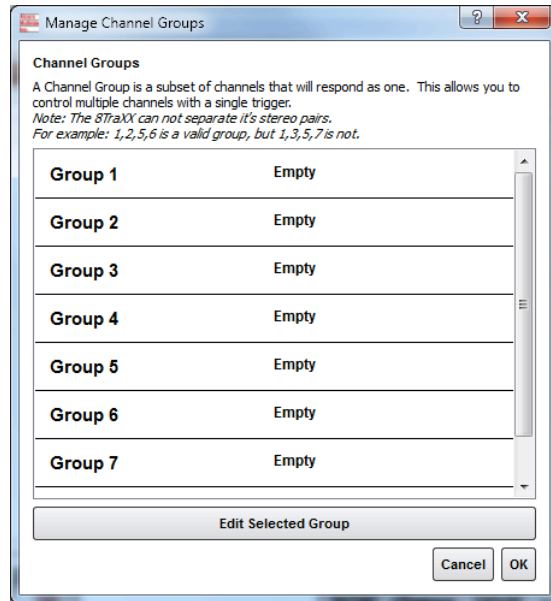 Manage Channel Groups
?
X
Channel Groups
A Channel Group is a subset of channels that will respond as one. This allows you to
control multiple channels with a single trigger.
Note: The 8TraXX can not separate it's stereo pairs.
For example: 1,2,5,6 is a valid group, but 1,3,5,7 is not.
Group 1 Empty
Group 2 Empty
Group 3 Empty
Group 4 Empty
Group 5 Empty
Group 6 Empty
Group 7 Empty
Edit Selected Group
Cancel OK